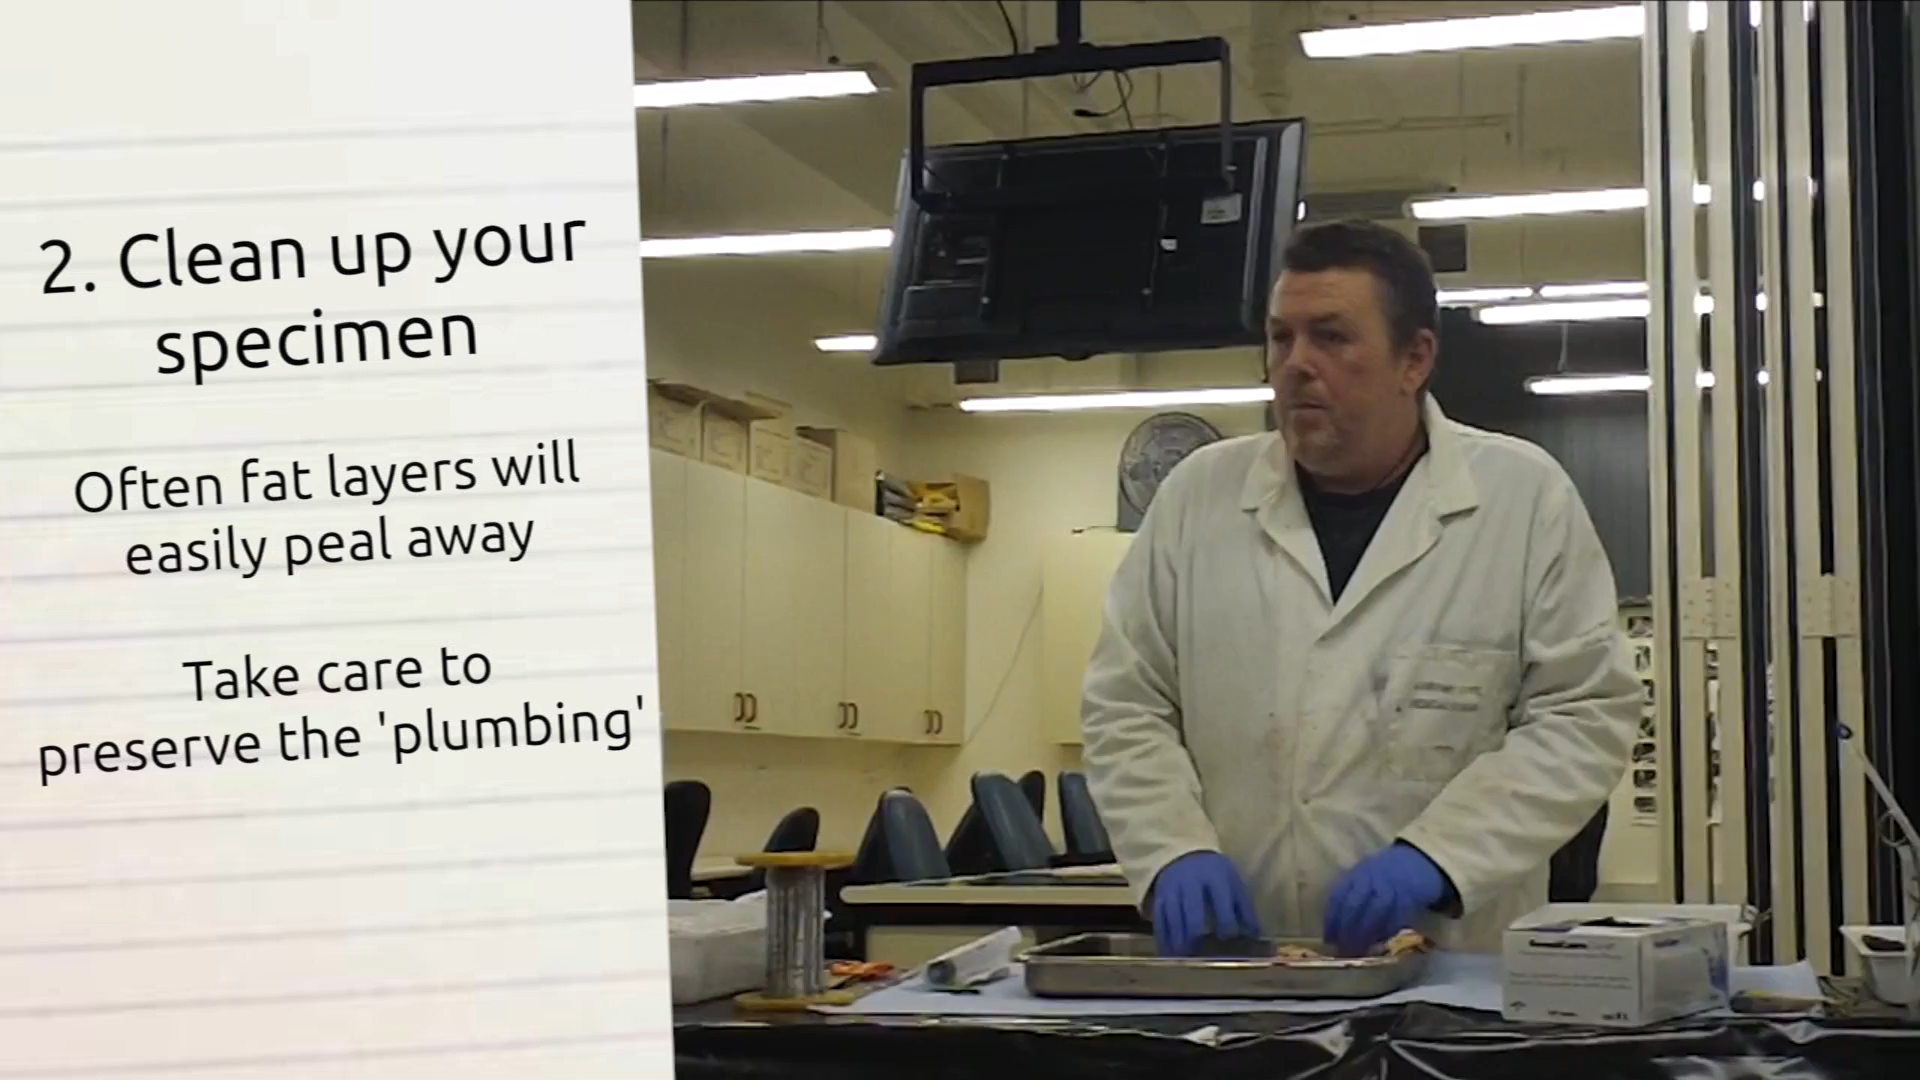 2. Clean up your
specimen
Often fat layers will
easily peal away
Take care to
preserve the 'plumbing'